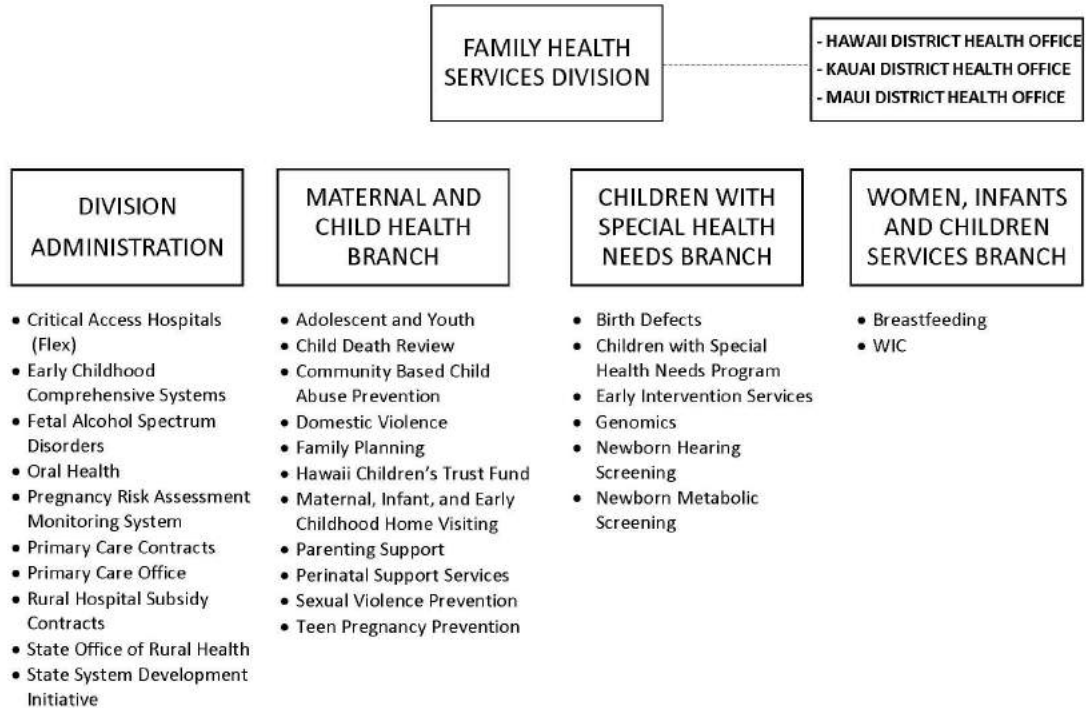 FAMILY HEALTH
SERVICES DIVISION
- HAWAII DISTRICT HEALTH OFFICE
- KAUAI DISTRICT HEALTH OFFICE
- MAUI DISTRICT HEALTH OFFICE
DIVISION
ADMINISTRATION
• Critical Access Hospitals
(Flex)
• Early Childhood
Comprehensive Systems
• Fetal Alcohol Spectrum
Disorders
• Oral Health
• Pregnancy Risk Assessment
Monitoring System
• Primary Care Contracts
• Primary Care Office
• Rural Hospital Subsidy
Contracts
• State Office of Rural Health
• State System Development
Initiative
MATERNAL AND
CHILD HEALTH
BRANCH
• Adolescent and Youth
• Child Death Review
• Community Based Child
Abuse Prevention
• Domestic Violence
• Family Planning
• Hawaii Children’s Trust Fund
• Maternal, Infant, and Early
Childhood Home Visiting
• Parenting Support
• Perinatal Support Services
• Sexual Violence Prevention
• Teen Pregnancy Prevention
CHILDREN WITH
SPECIAL HEALTH
NEEDS BRANCH
• Birth Defects
• Children with Special
Health Needs Program
• Early Intervention Services
• Genomics
• Newborn Hearing
Screening
• Newborn Metabolic
Screening
WOMEN, INFANTS
AND CHILDREN
SERVICES BRANCH
• Breastfeeding
• WIC